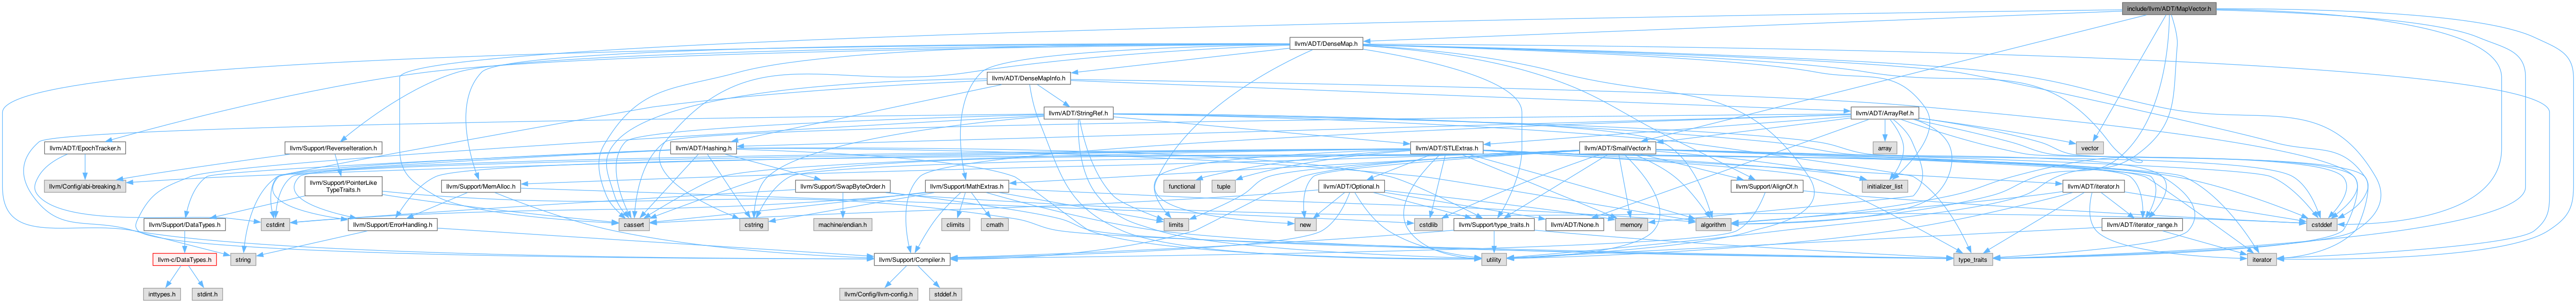 include/llvm/ADT/MapVector.h
llvm/ADT/DenseMap.h
llvm/ADT/DenseMapInfo.h
llvm/ADT/StringRef.h
llvm/ADT/ArrayRef.h
llvm/ADT/EpochTracker.h
llvm/Support/ReverseIteration.h
llvm/ADT/Hashing.h
llvm/ADT/STLExtras.h
llvm/ADT/SmallVector.h
array
vector
llvm/Config/abi-breaking.h
llvm/Support/PointerLike
TypeTraits.h
llvm/Support/MemAlloc.h
llvm/Support/SwapByteOrder.h
llvm/Support/MathExtras.h
functional
tuple
llvm/ADT/Optional.h
llvm/Support/AlignOf.h
initializer_list
llvm/ADT/iterator.h
llvm/Support/DataTypes.h
cstdint
llvm/Support/ErrorHandling.h
cassert
cstring
machine/endian.h
climits
cmath
limits
new
cstdlib
llvm/Support/type_traits.h
llvm/ADT/None.h
memory
algorithm
llvm/ADT/iterator_range.h
cstddef
llvm-c/DataTypes.h
string
llvm/Support/Compiler.h
utility
type_traits
iterator
inttypes.h
stdint.h
llvm/Config/llvm-config.h
stddef.h